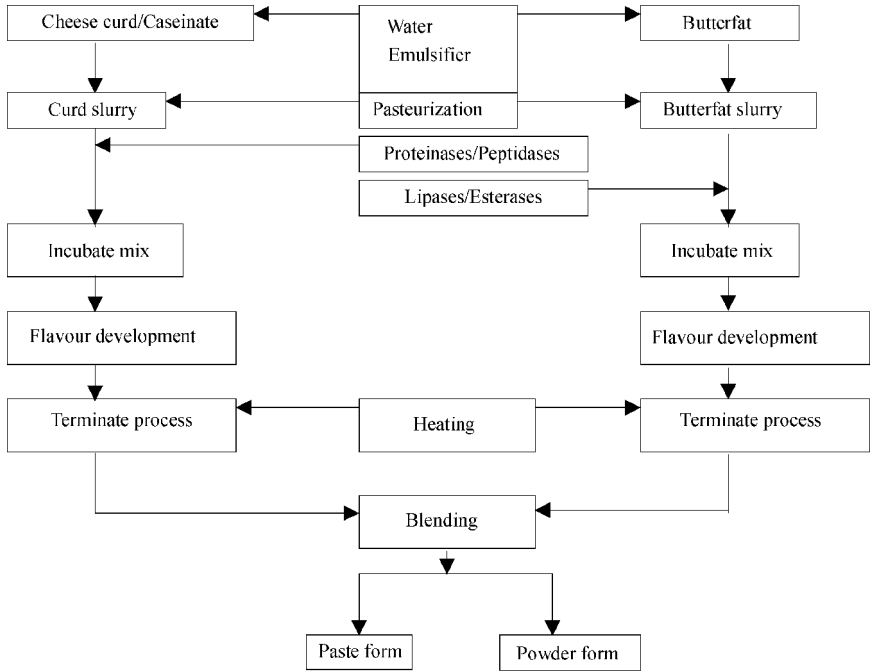 Cheese curd/Caseinate
Water
Emulsifier
Butterfat
Curd slurry
Pasteurization
Butterfat slurry
Proteinases/Peptidases
Lipases/Esterases
Incubate mix
Incubate mix
Flavour development
Flavour development
Terminate process
Heating
Terminate process
Blending
Paste form
Powder form